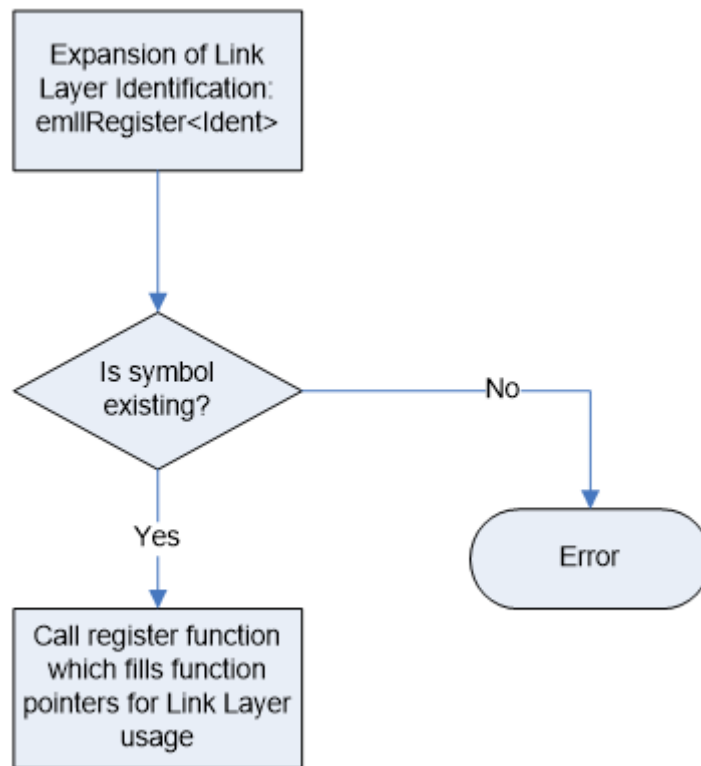 Expansion of Link
Layer Identification:
emllRegister<Ident>
Is symbol
existing?
No
Yes
Error
Call register function
which fills function
pointers for Link Layer
usage